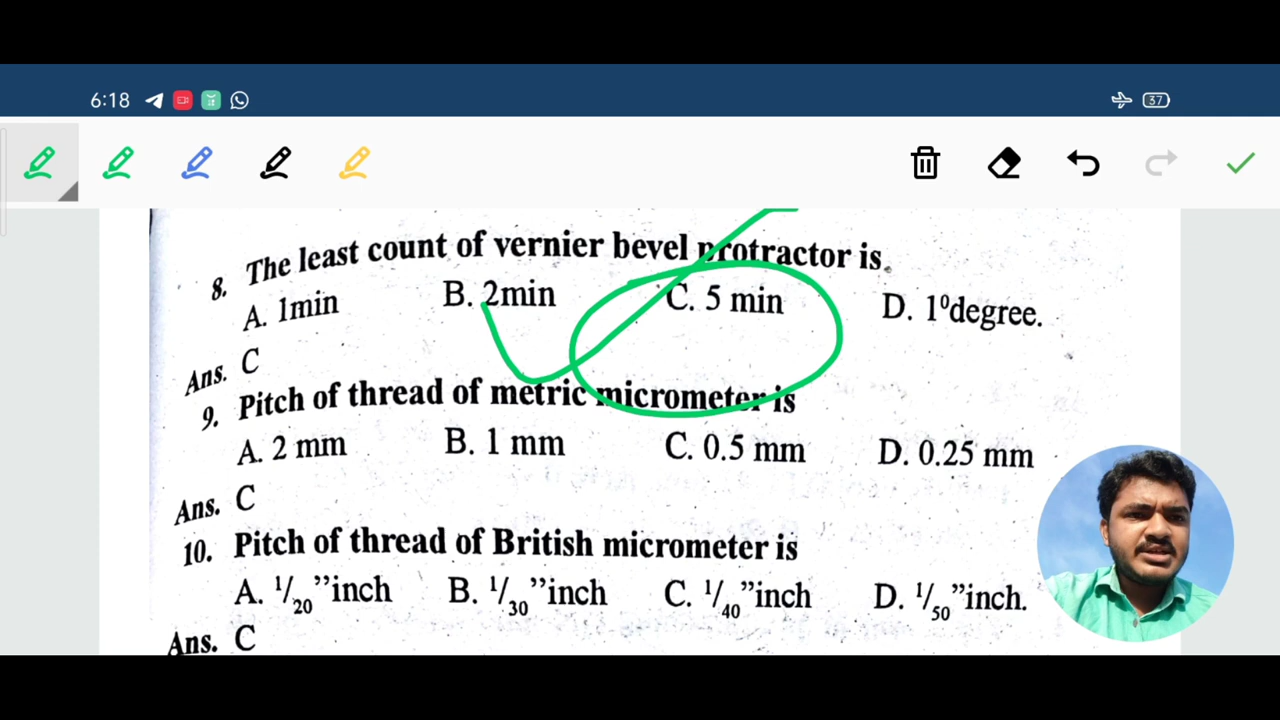 6:18 37
8. The least count of vernier bevel protractor is.
A. 1min B. 2min C. 5 min D. 1⁰degree.
Ans. C
9. Pitch of thread of metric micrometer is
A. 2 mm B. 1 mm C. 0.5 mm D. 0.25 mm
Ans. C
10. Pitch of thread of British micrometer is
A. ¹/₂₀”inch B. ¹/₃₀”inch C. ¹/₄₀”inch D. ¹/₅₀”inch.
Ans. C